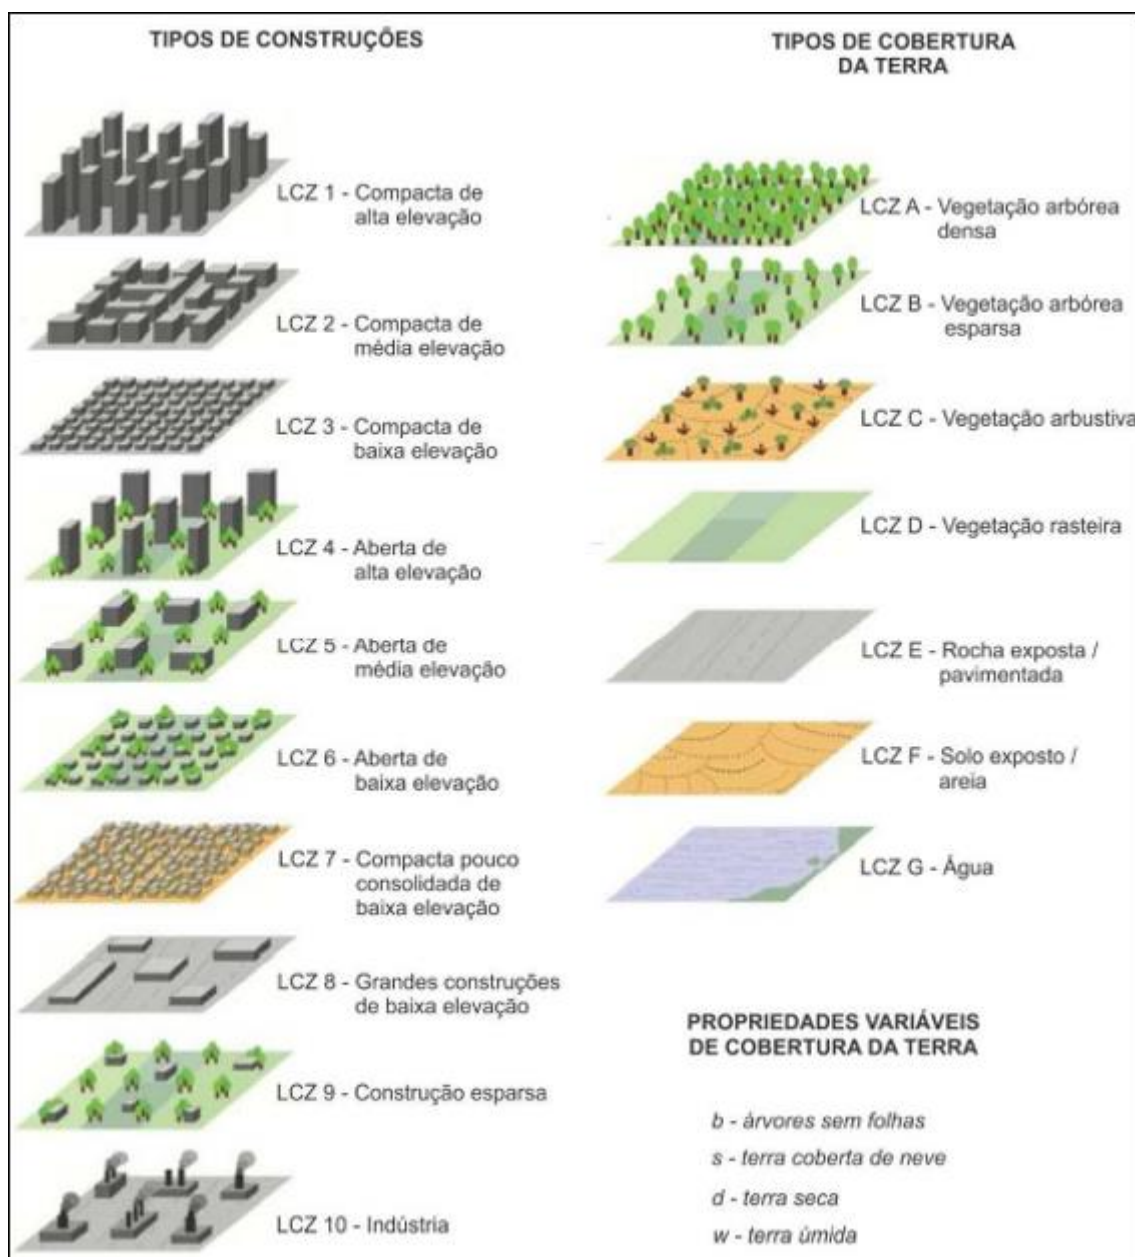 TIPOS DE CONSTRUÇÕES
LCZ 1 - Compacta de
alta elevação
LCZ 2 - Compacta de
média elevação
LCZ 3 - Compacta de
baixa elevação
LCZ 4 - Aberta de
alta elevação
LCZ 5 - Aberta de
média elevação
LCZ 6 - Aberta de
baixa elevação
LCZ 7 - Compacta pouco
consolidada de
baixa elevação
LCZ 8 - Grandes construções
de baixa elevação
LCZ 9 - Construção esparsa
LCZ 10 - Indústria
TIPOS DE COBERTURA
DA TERRA
LCZ A - Vegetação arbórea
densa
LCZ B - Vegetação arbórea
esparsa
LCZ C - Vegetação arbustiva
LCZ D - Vegetação rasteira
LCZ E - Rocha exposta /
pavimentada
LCZ F - Solo exposto /
areia
LCZ G - Água
PROPRIEDADES VARIÁVEIS
DE COBERTURA DA TERRA
b - árvores sem folhas
s - terra coberta de neve
d - terra seca
w - terra úmida